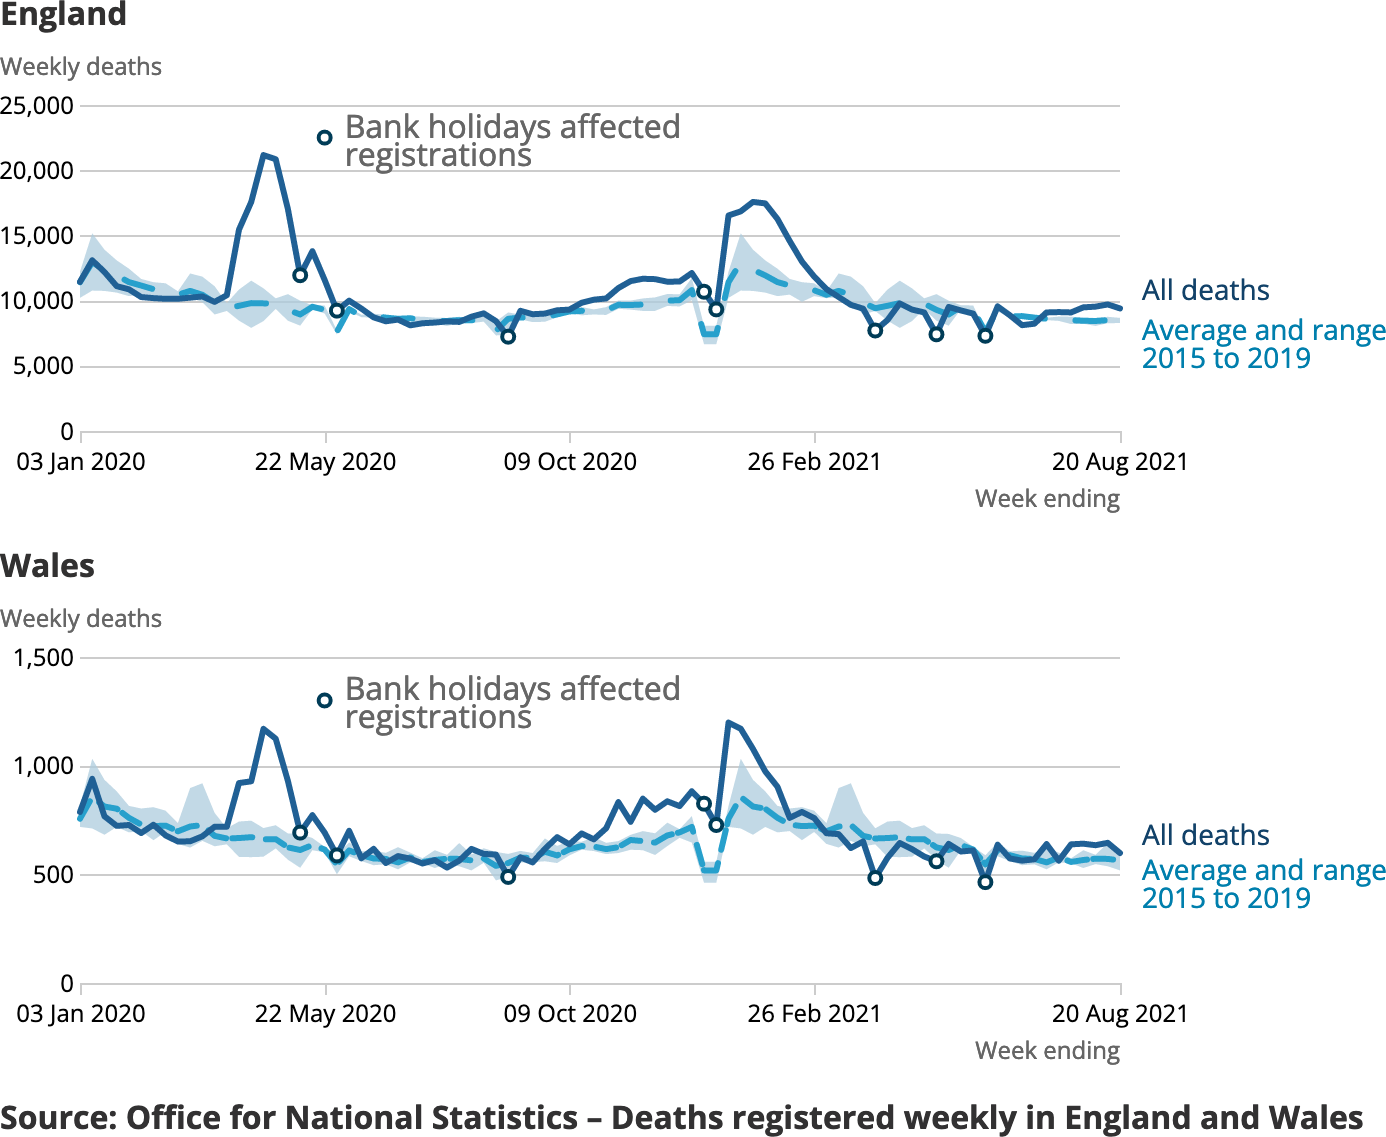 England
Weekly deaths
25,000
Bank holidays affected
registrations
20,000
15,000
10,000
5,000
0
All deaths
Average and range
2015 to 2019
03 Jan 2020
22 May 2020
09 Oct 2020
26 Feb 2021
20 Aug 2021
Week ending
Wales
Weekly deaths
1,500
Bank holidays affected
registrations
1,000
500
0
All deaths
Average and range
2015 to 2019
03 Jan 2020
22 May 2020
09 Oct 2020
26 Feb 2021
20 Aug 2021
Week ending
Source: Office for National Statistics – Deaths registered weekly in England and Wales